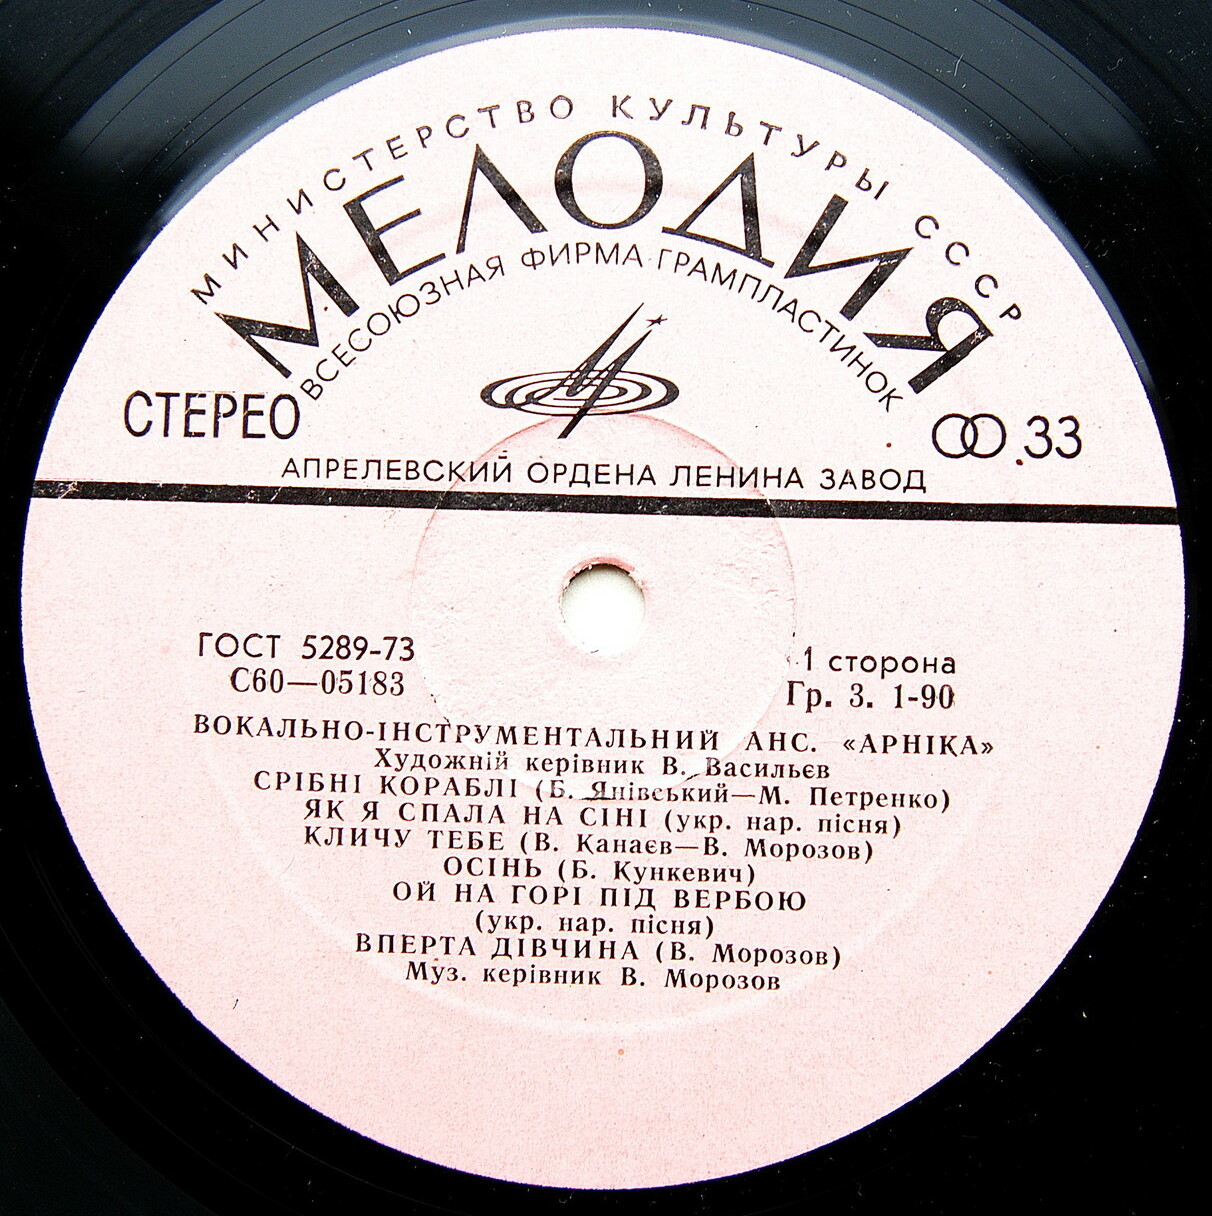 МИНИСТЕРСТВО КУЛЬТУРЫ СССР
МЕЛОДИЯ
ВСЕСОЮЗНАЯ ФИРМА ГРАМПЛАСТИНОК
СТЕРЕО
33
АПРЕЛЕВСКИЙ ОРДЕНА ЛЕНИНА ЗАВОД
ГОСТ 5289-73
1 сторона
С60—05183
Гр. 3. 1-90
ВОКАЛЬНО-ІНСТРУМЕНТАЛЬНИЙ АНС. «АРНІКА»
Художній керівник В. Васильєв
СРІБНІ КОРАБЛІ (Б. Янівський—М. Петренко)
ЯК Я СПАЛА НА СІНІ (укр. нар. пісня)
КЛИЧУ ТЕБЕ (В. Канаєв—В. Морозов)
ОСІНЬ (Б. Кункевич)
ОЙ НА ГОРІ ПІД ВЕРБОЮ
(укр. нар. пісня)
ВПЕРТА ДІВЧИНА (В. Морозов)
Муз. керівник В. Морозов